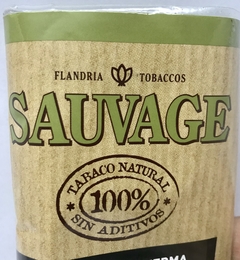 FLANDRIA TOBACCOS
SAUVAGE
TABACO NATURAL
100%
SIN ADITIVOS